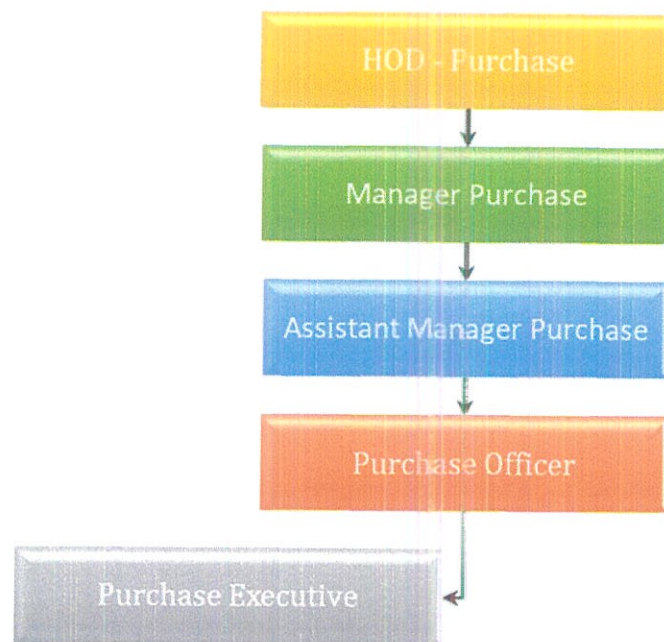 HOD - Purchase
Manager Purchase
Assistant Manager Purchase
Purchase Officer
Purchase Executive